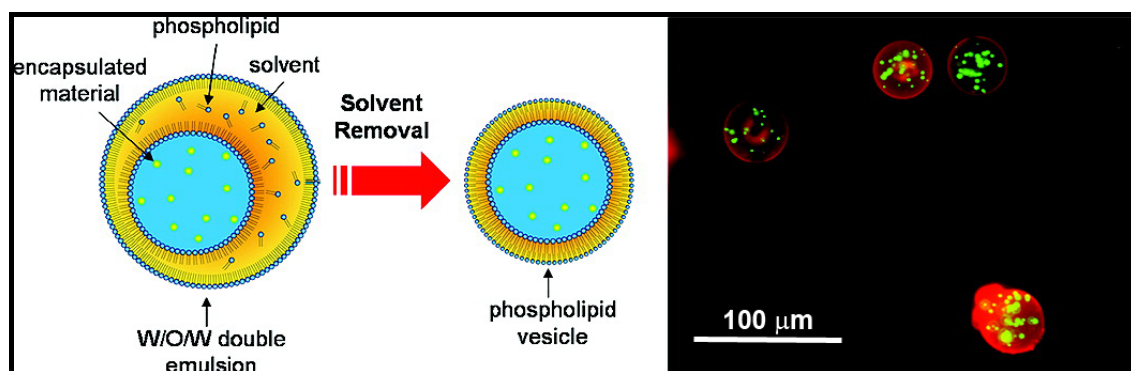 phospholipid
encapsulated
material
solvent
Solvent
Removal
W/O/W double
emulsion
phospholipid
vesicle
100 μm